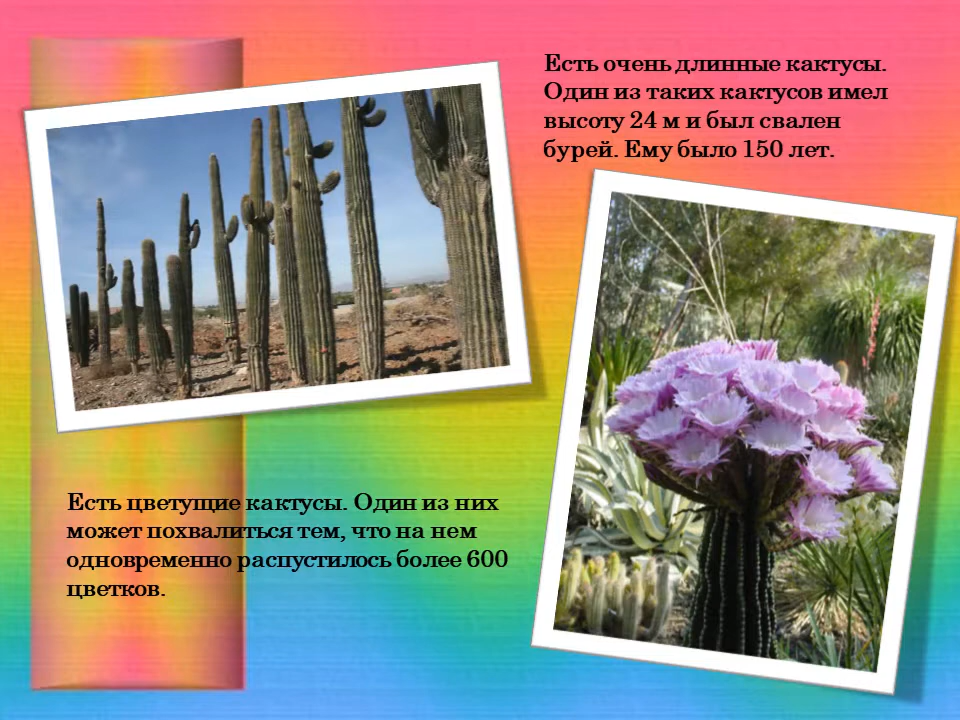 Есть очень длинные кактусы.
Один из таких кактусов имел
высоту 24 м и был свален
бурей. Ему было 150 лет.
Есть цветущие кактусы. Один из них
может похвалиться тем, что на нем
одновременно распустилось более 600
цветков.